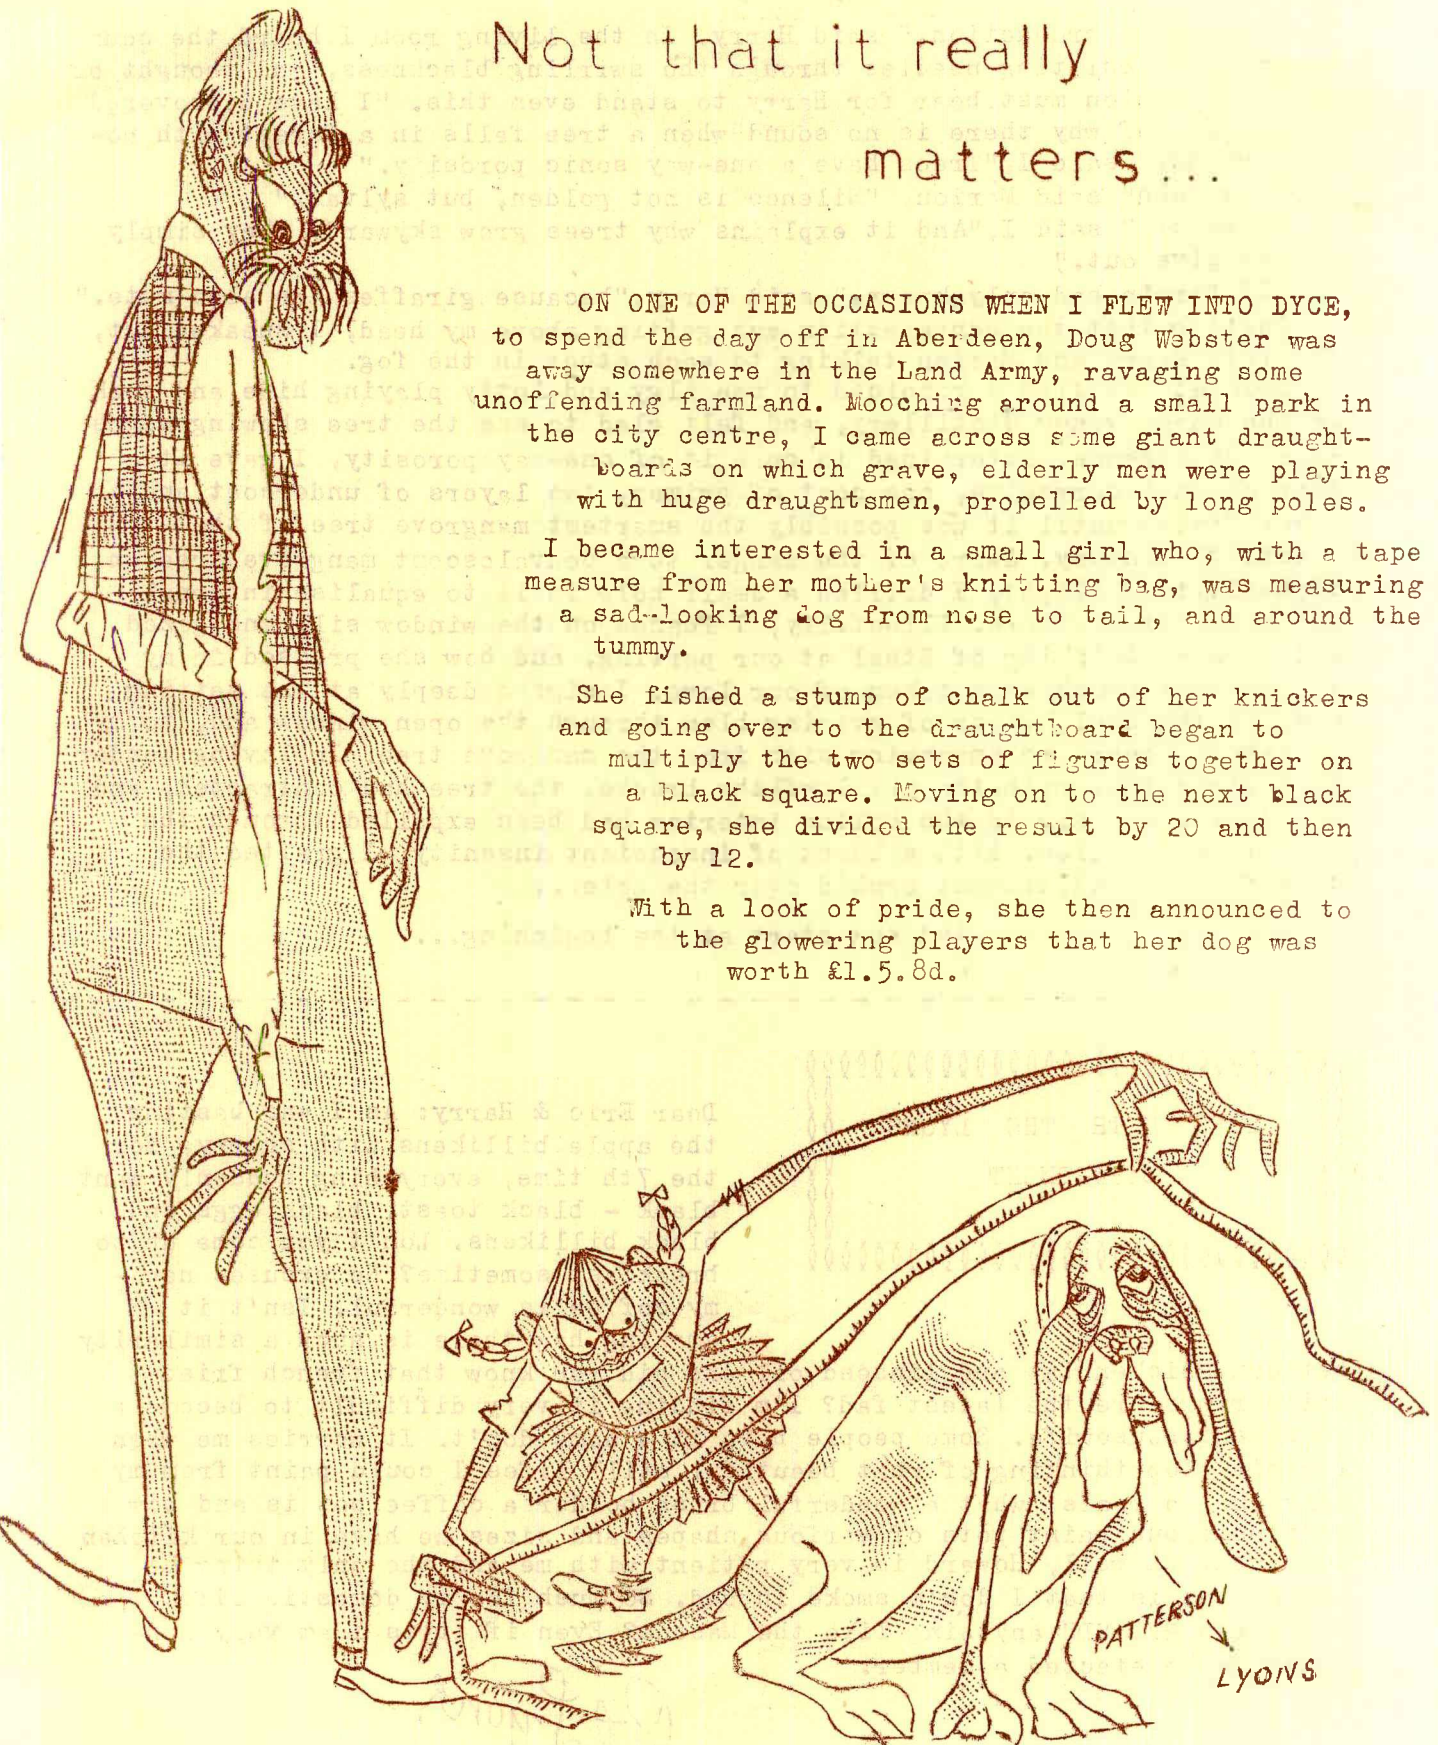 Not that it really
matters...
ON ONE OF THE OCCASIONS WHEN I FLEW INTO DYCE,
to spend the day off in Aberdeen, Doug Webster was
away somewhere in the Land Army, ravaging some
unoffending farmland. Mooching around a small park in
the city centre, I came across some giant draught-
boards on which grave, elderly men were playing
with huge draughtsmen, propelled by long poles.
I became interested in a small girl who, with a tape
measure from her mother's knitting bag, was measuring
a sad-looking dog from nose to tail, and around the
tummy.
She fished a stump of chalk out of her knickers
and going over to the draughtboard began to
multiply the two sets of figures together on
a black square. Moving on to the next black
square, she divided the result by 20 and then
by 12.
With a look of pride, she then announced to
the glowering players that her dog was
worth £1.5.8d.
PATTERSON
LYONS